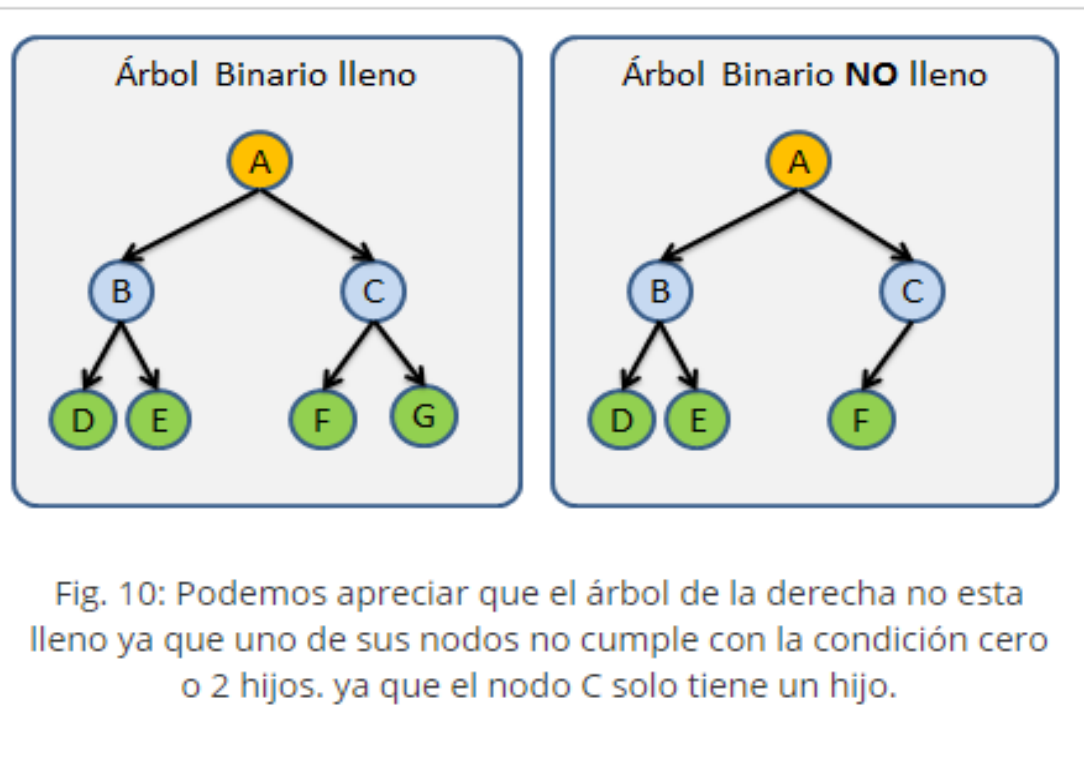 Árbol Binario lleno
A
B
C
D
E
F
G
Árbol Binario NO lleno
A
B
C
D
E
F
Fig. 10: Podemos apreciar que el árbol de la derecha no esta
lleno ya que uno de sus nodos no cumple con la condición cero
o 2 hijos. ya que el nodo C solo tiene un hijo.